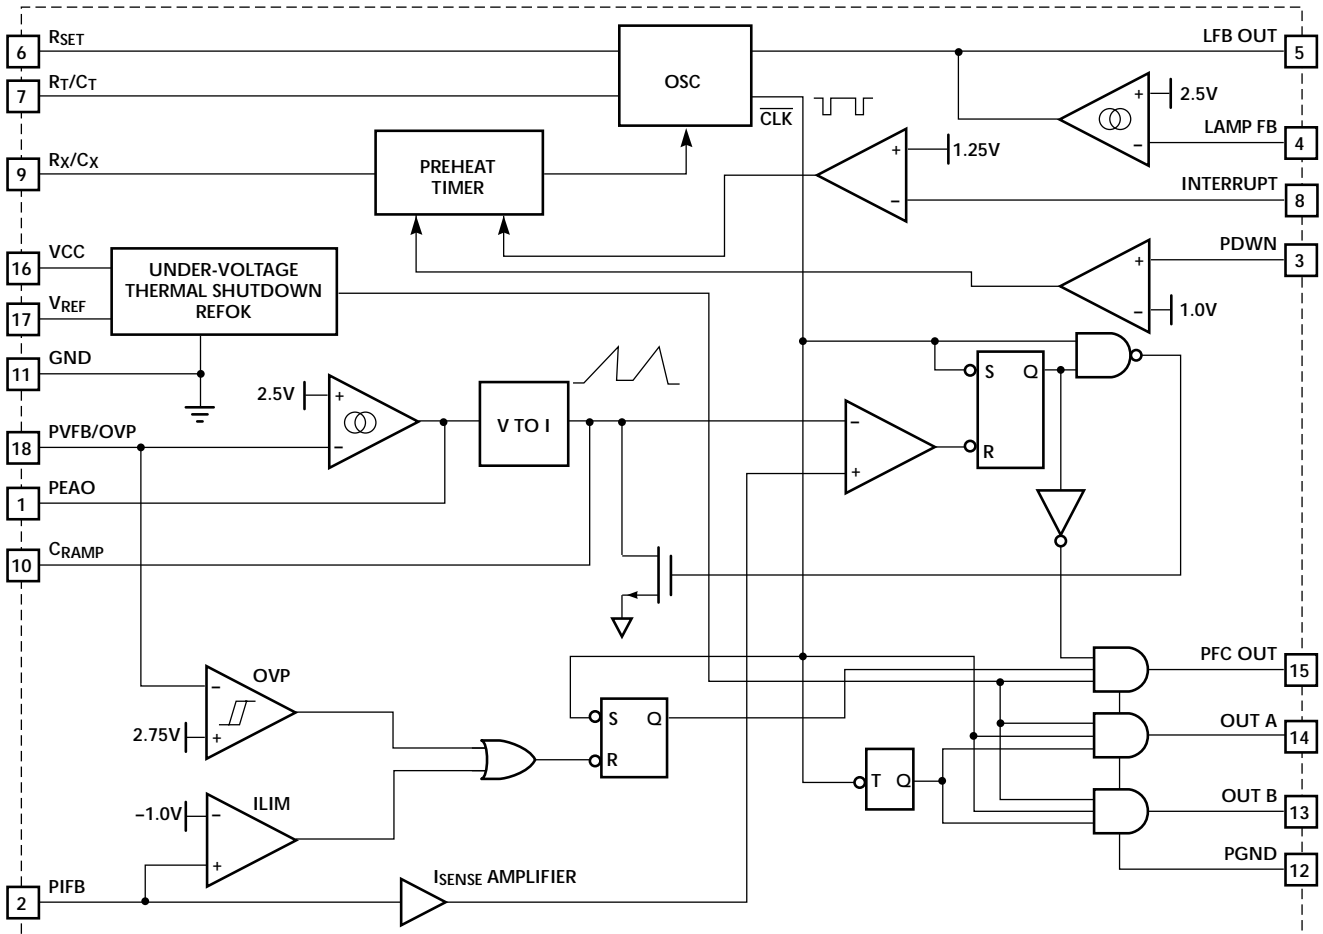 6 RSET
7 RT/CT
9 RX/CX
16 VCC
17 VREF
11 GND
18 PVFB/OVP
1 PEAO
10 CRAMP
2 PIFB
OSC
CLK
PREHEAT
TIMER
UNDER-VOLTAGE
THERMAL SHUTDOWN
REFOK
2.5V + –
V TO I
+ 1.25V
–
+ 2.5V
–
+
– 1.0V
–
+
S Q
R
OVP
–
2.75V +
–1.0V –
ILIM
+
ISENSE AMPLIFIER
S Q
R
T Q
LFB OUT 5
LAMP FB 4
INTERRUPT 8
PDWN 3
PFC OUT 15
OUT A 14
OUT B 13
PGND 12